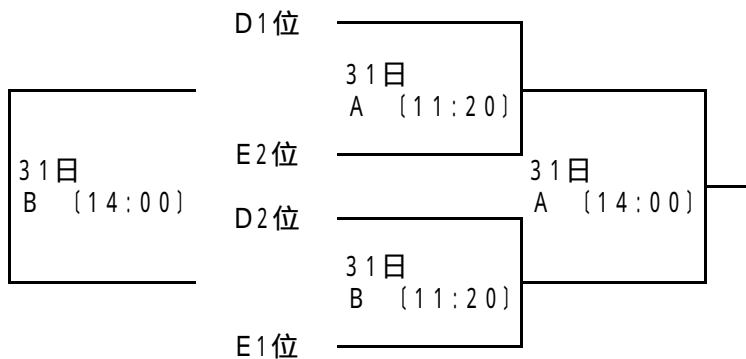 D1位
31日
A (11:20)
E2位
31日
B (14:00)
31日
A (14:00)
D2位
31日
B (11:20)
E1位